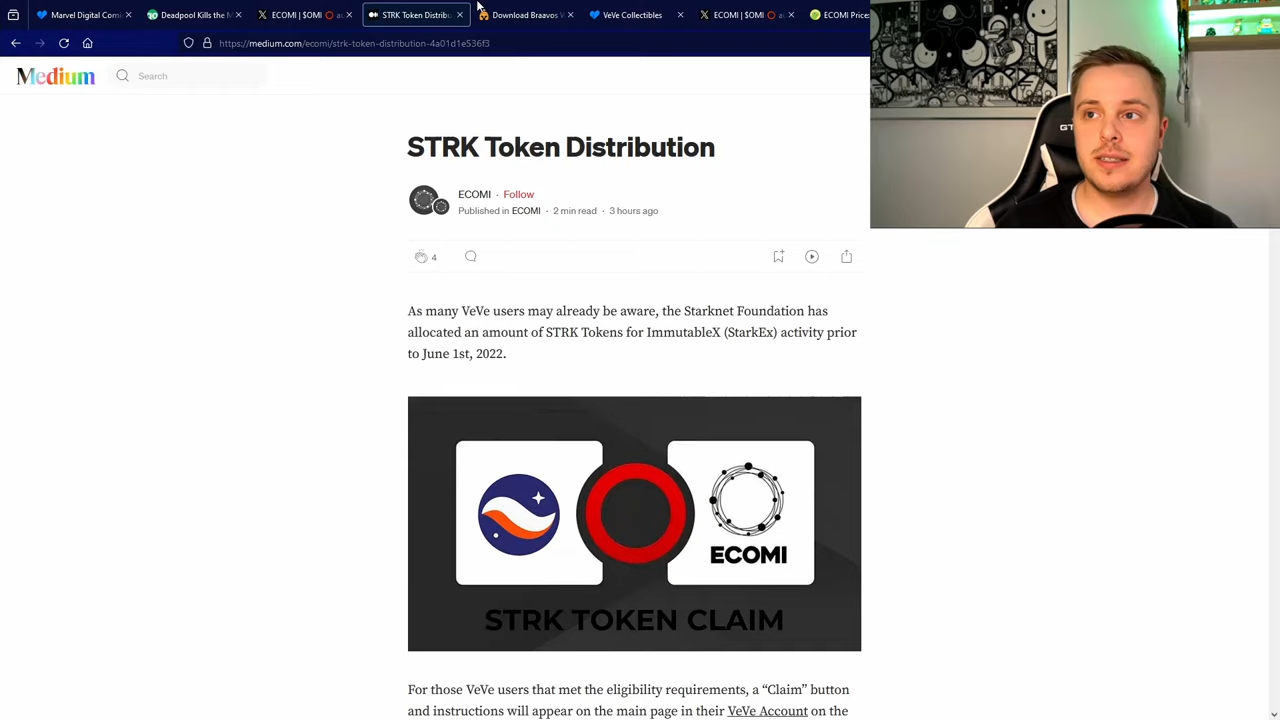 Marvel Digital Comi
Deadpool Kills the M
ECOMI | $OMI
STRK Token Distribu
Download Braavos W
VeVe Collectibles
ECOMI | $OMI
ECOMI Price:
https://medium.com/ecomi/strk-token-distribution-4a01d1e536f3
Medium
Search
GT
STRK Token Distribution
ECOMI · Follow
Published in ECOMI · 2 min read · 3 hours ago
4
As many VeVe users may already be aware, the Starknet Foundation has
allocated an amount of STRK Tokens for ImmutableX (StarkEx) activity prior
to June 1st, 2022.
ECOMI
STRK TOKEN CLAIM
For those VeVe users that met the eligibility requirements, a “Claim” button
and instructions will appear on the main page in their VeVe Account on the